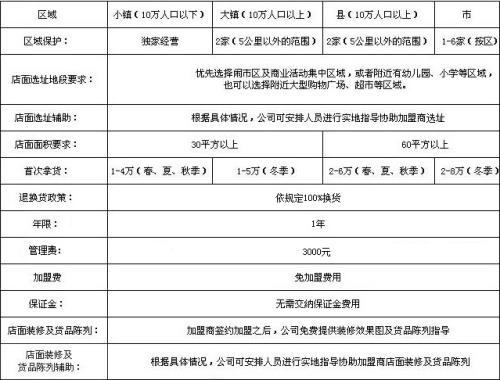 区域 小镇(10万人口以下) 大镇(10万人口以上) 县(10万人口以上) 市
区域保护: 独家经营 2家(5公里以外的范围) 2家(5公里以外的范围) 1-6家(按区)
店面选址地段要求: 优先选择闹市区及商业活动集中区域,或者附近有幼儿园、小学等区域,
也可以选择附近大型购物广场、超市等区域。
店面选址辅助: 根据具体情况,公司可安排人员进行实地指导协助加盟商选址
店面面积要求: 30平方以上 60平方以上
首次拿货: 1-4万(春、夏、秋季) 1-5万(冬季) 2-6万(春、夏、秋季) 2-8万(冬季)
退换货政策: 依规定100%换货
年限: 1年
管理费: 3000元
加盟费 免加盟费用
保证金: 无需交纳保证金费用
店面装修及货品陈列: 加盟商签约加盟之后,公司免费提供装修效果图及货品陈列指导
店面装修及
货品陈列辅助: 根据具体情况,公司可安排人员进行实地指导协助加盟商店面装修及货品陈列